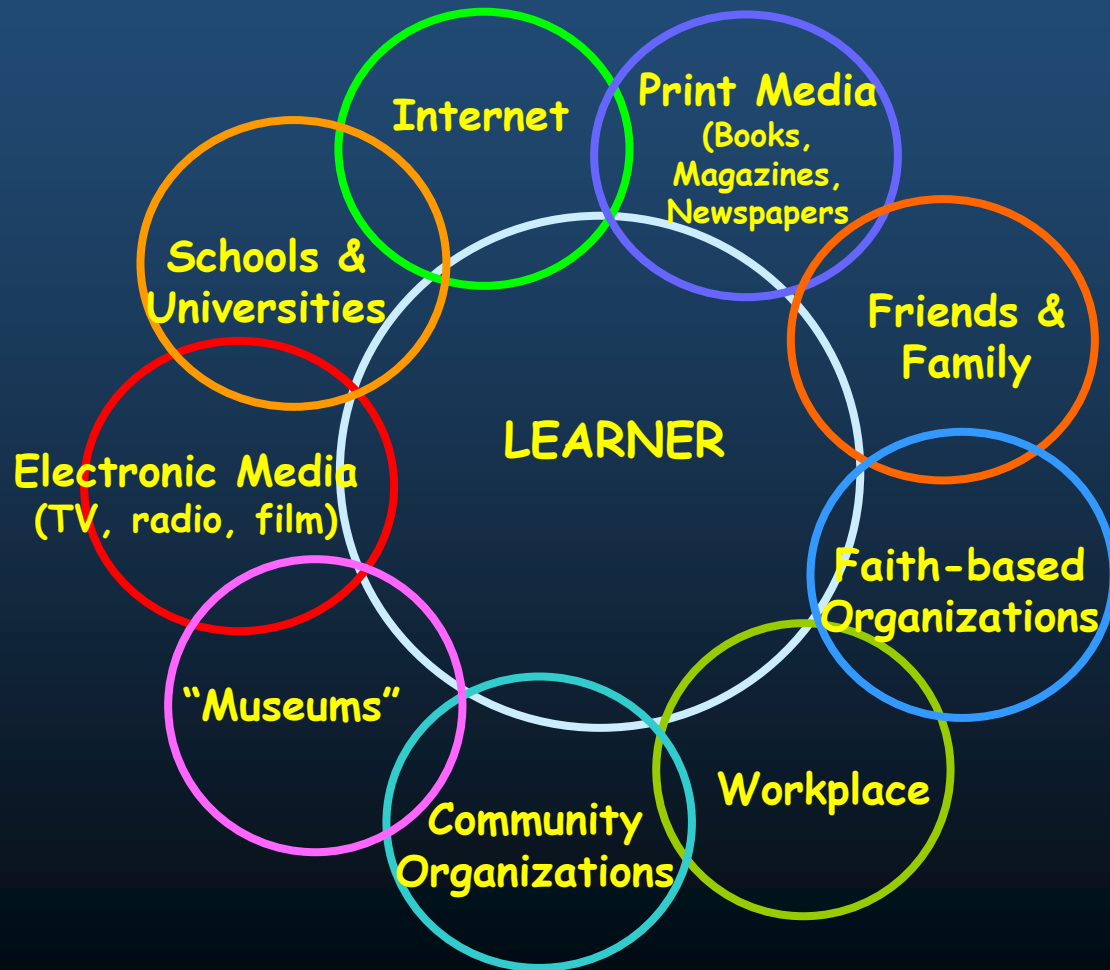 Internet
Print Media
(Books,
Magazines,
Newspapers
Schools &
Universities
Friends &
Family
LEARNER
Electronic Media
(TV, radio, film)
Faith-based
Organizations
“Museums”
Workplace
Community
Organizations